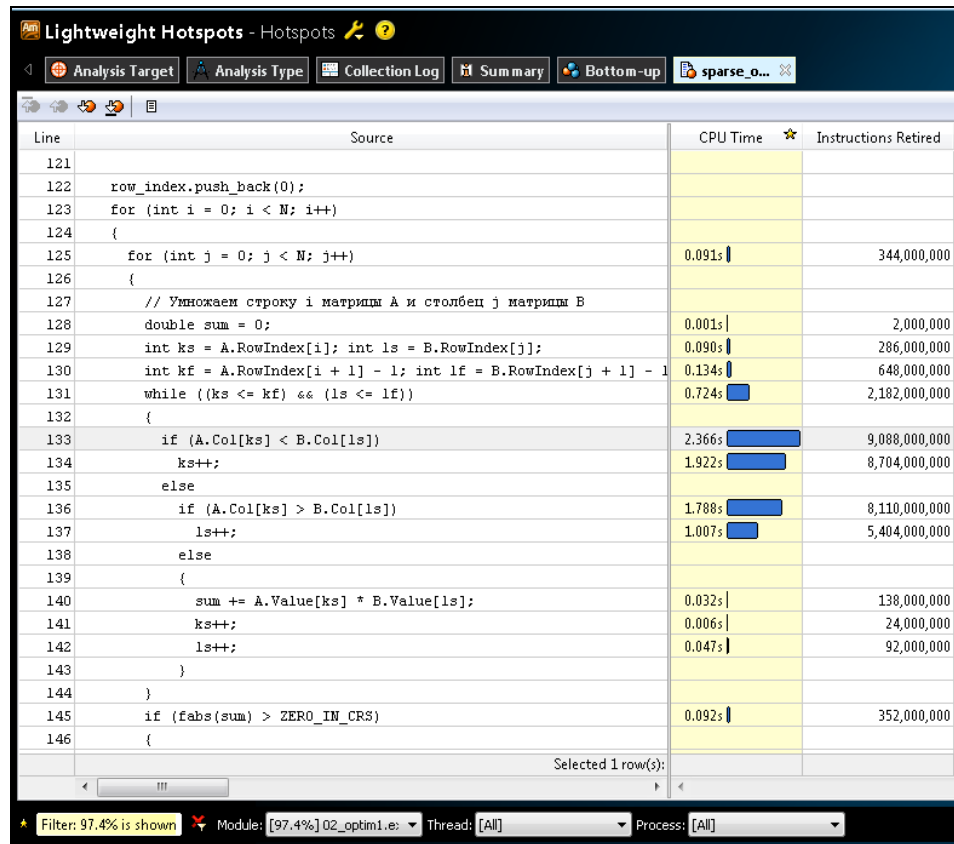 Am Lightweight Hotspots - Hotspots ?
Analysis Target Analysis Type Collection Log Summary Bottom-up sparse_o...
Line Source CPU Time Instructions Retired
121
122 row_index.push_back(0);
123 for (int i = 0; i < N; i++)
124 {
125 for (int j = 0; j < N; j++) 0.091s 344,000,000
126 {
127 // Умножаем строку i матрицы A и столбец j матрицы B
128 double sum = 0; 0.001s 2,000,000
129 int ks = A.RowIndex[i]; int ls = B.RowIndex[j]; 0.090s 286,000,000
130 int kf = A.RowIndex[i + 1] - 1; int lf = B.RowIndex[j + 1] - 1 0.134s 648,000,000
131 while ((ks <= kf) && (ls <= lf)) 0.724s 2,182,000,000
132 {
133 if (A.Col[ks] < B.Col[ls]) 2.366s 9,088,000,000
134 ks++; 1.922s 8,704,000,000
135 else
136 if (A.Col[ks] > B.Col[ls]) 1.788s 8,110,000,000
137 ls++; 1.007s 5,404,000,000
138 else
139 {
140 sum += A.Value[ks] * B.Value[ls]; 0.032s 138,000,000
141 ks++; 0.006s 24,000,000
142 ls++; 0.047s 92,000,000
143 }
144 }
145 if (fabs(sum) > ZERO_IN_CRS) 0.092s 352,000,000
146 {
Selected 1 row(s):
Filter: 97.4% is shown Module: [97.4%] 02_optim1.e: Thread: [All] Process: [All]